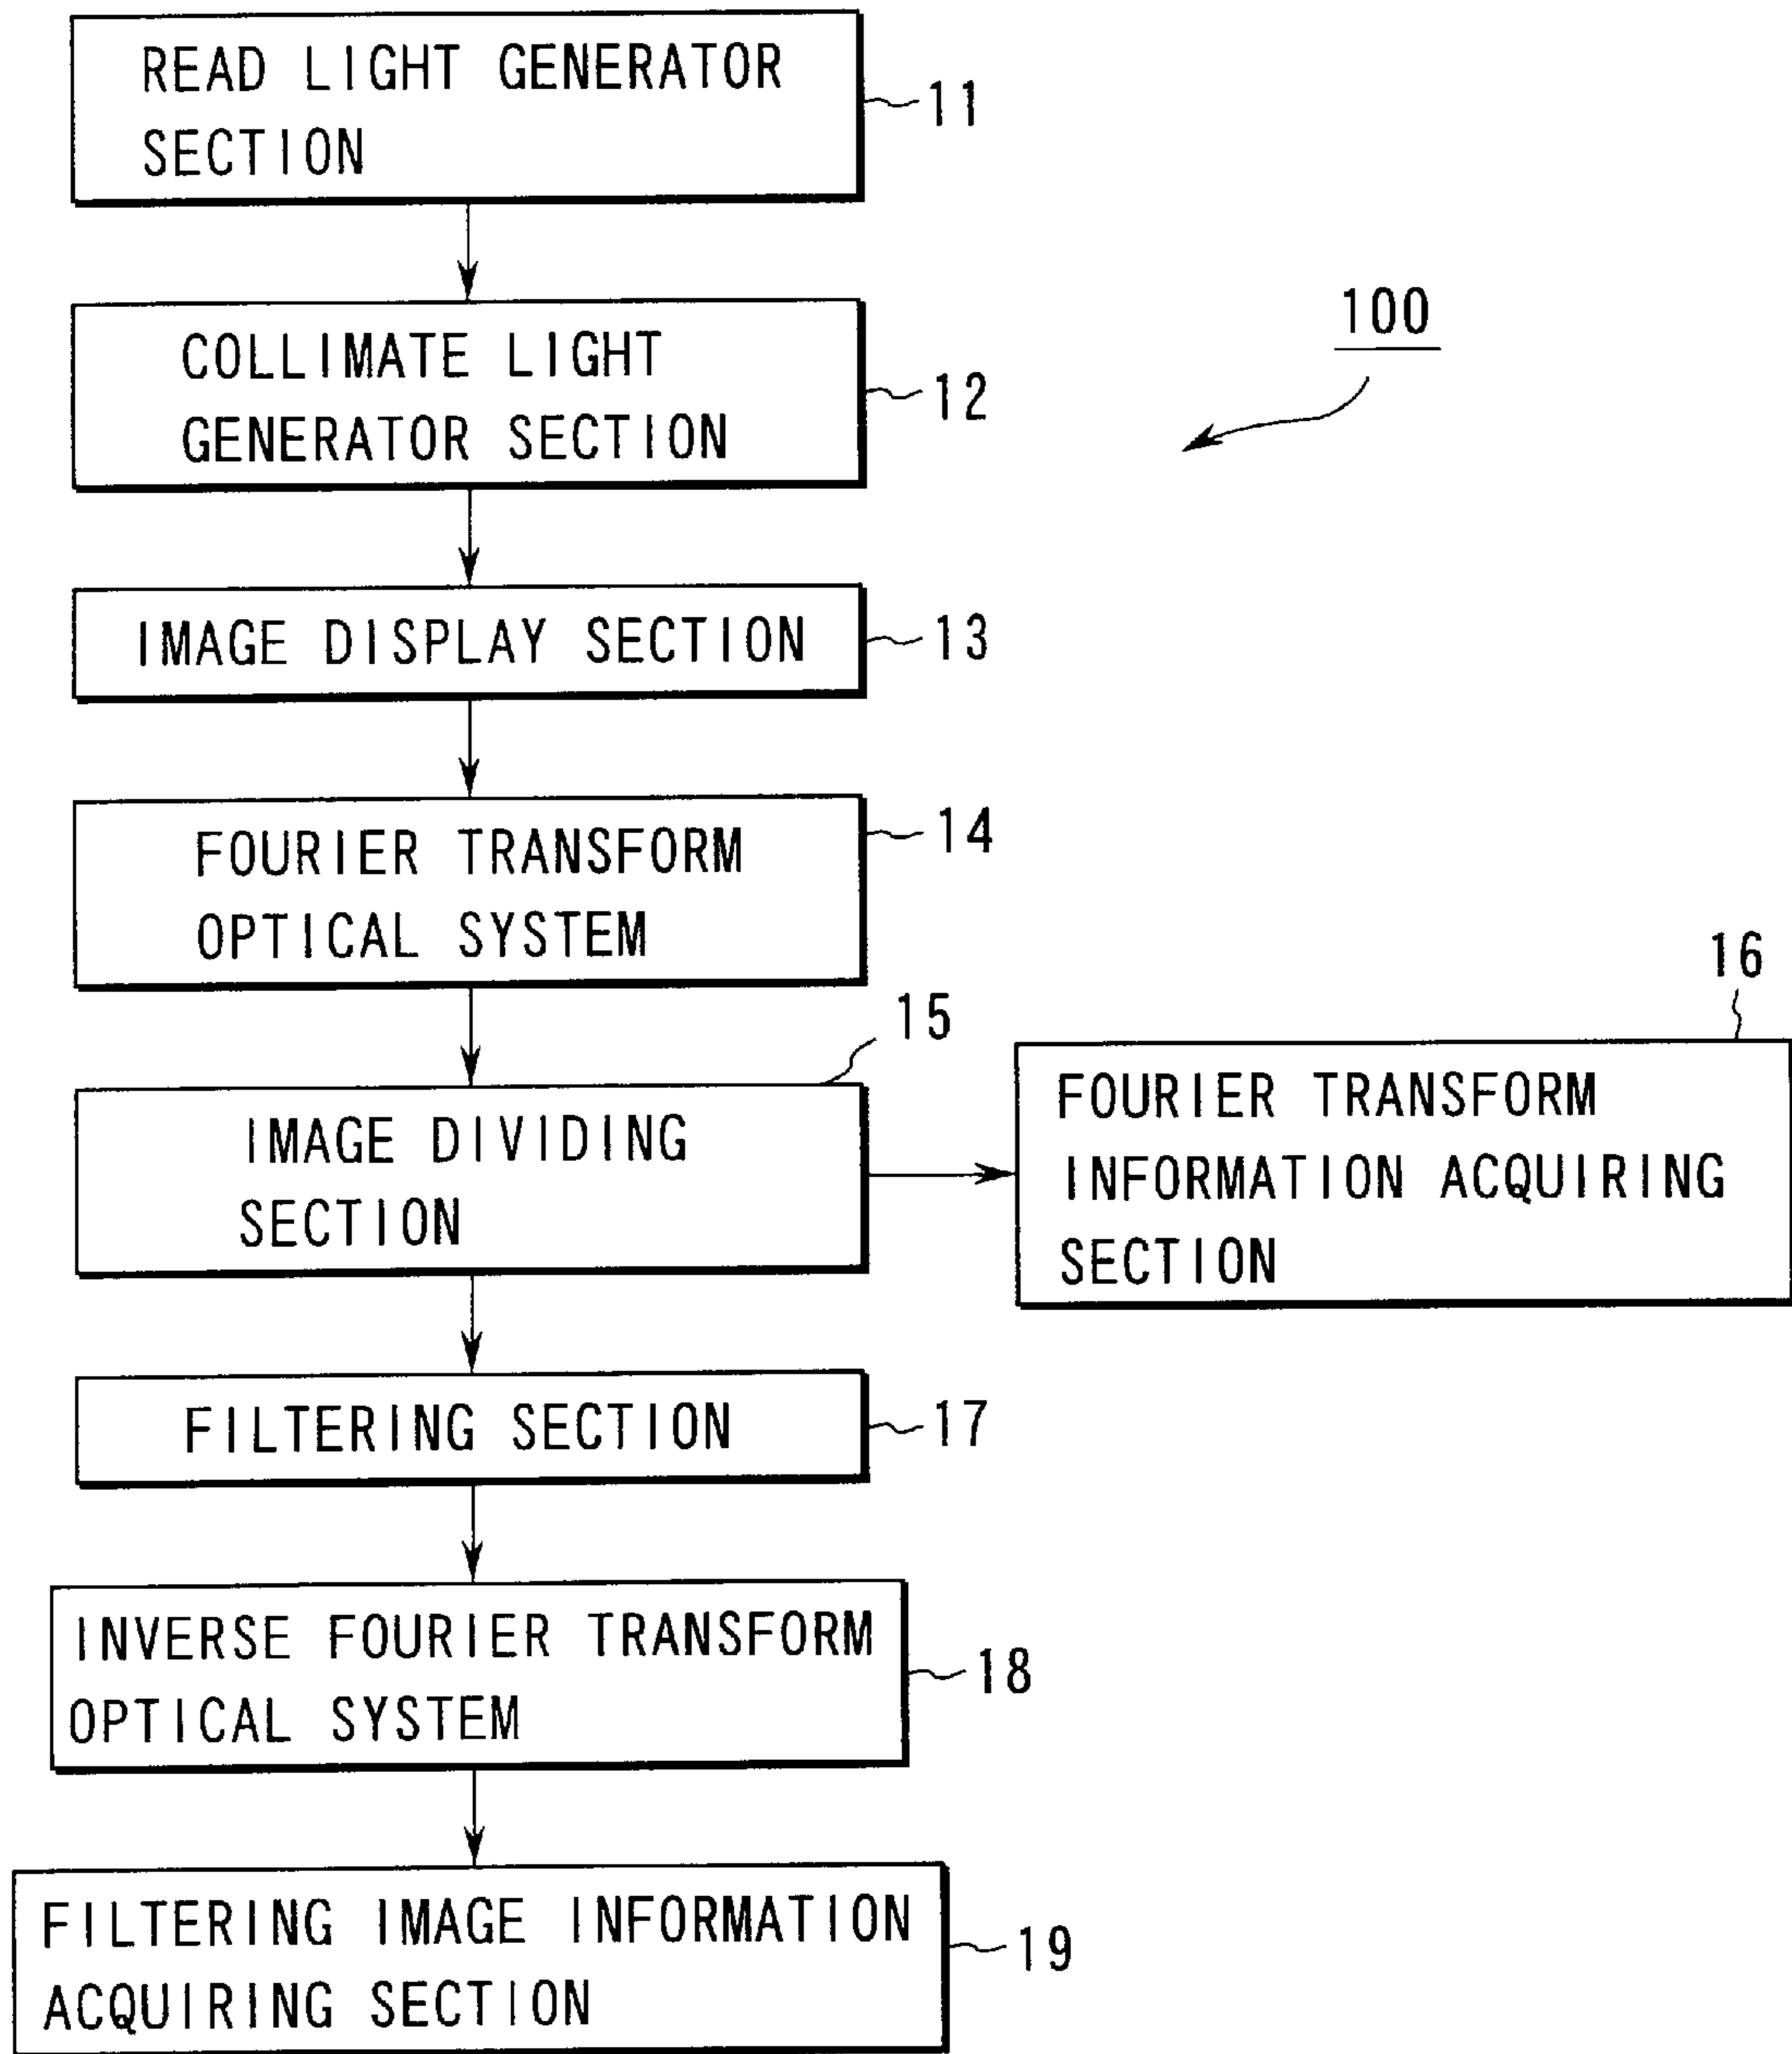 READ LIGHT GENERATOR
SECTION
11
COLLIMATE LIGHT
GENERATOR SECTION
12
100
IMAGE DISPLAY SECTION
13
FOURIER TRANSFORM
OPTICAL SYSTEM
14
IMAGE DIVIDING
SECTION
15
FOURIER TRANSFORM
INFORMATION ACQUIRING
SECTION
16
FILTERING SECTION
17
INVERSE FOURIER TRANSFORM
OPTICAL SYSTEM
18
FILTERING IMAGE INFORMATION
ACQUIRING SECTION
19